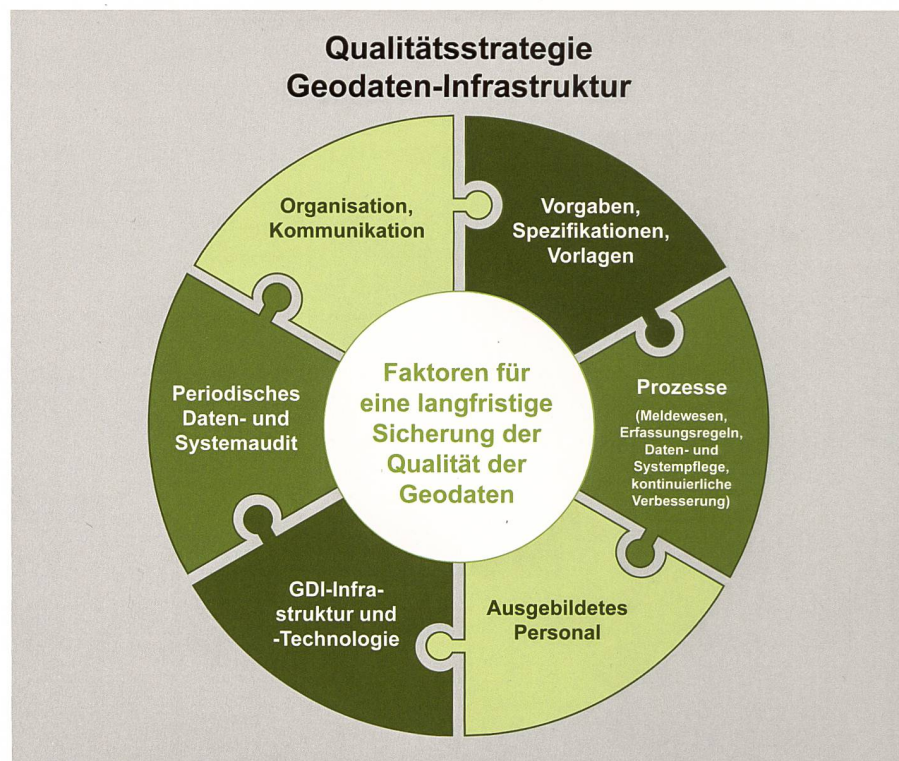 Qualitätsstrategie
Geodaten-Infrastruktur
Organisation,
Kommunikation
Vorgaben,
Spezifikationen,
Vorlagen
Prozesse
(Meldewesen,
Erfassungsregeln,
Daten- und
Systempflege,
kontinuierliche
Verbesserung)
Ausgebildetes
Personal
GDI-Infra-
struktur und
-Technologie
Periodisches
Daten- und
Systemaudit
Faktoren für
eine langfristige
Sicherung der
Qualität der
Geodaten